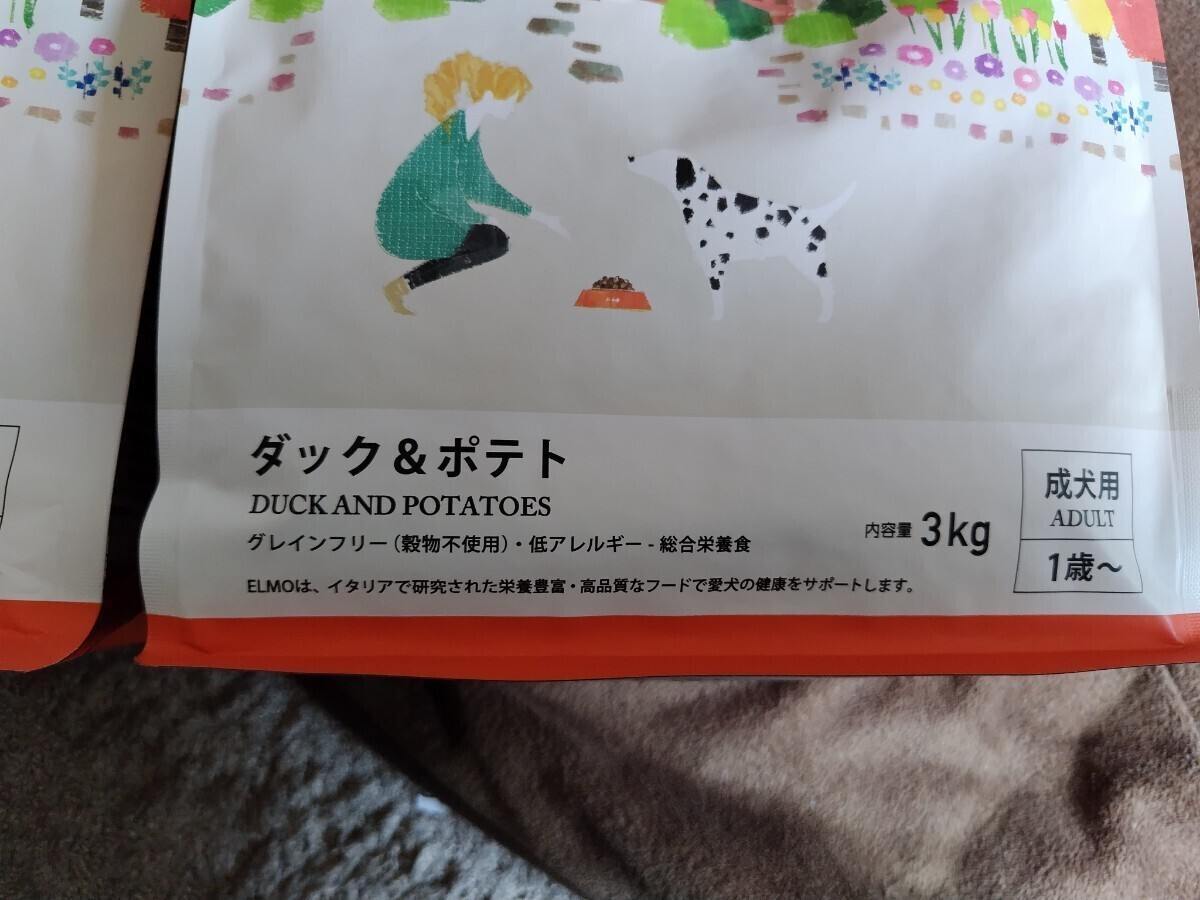 ダック&ポテト
DUCK AND POTATOES
グレインフリー(穀物不使用)・低アレルギー - 総合栄養食
ELMOは、イタリアで研究された栄養豊富・高品質なフードで愛犬の健康をサポートします。
内容量 3kg
成犬用
ADULT
1歳～